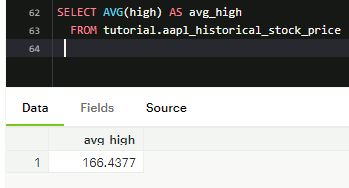 62 SELECT AVG(high) AS avg_high
63 FROM tutorial.aapl_historical_stock_price
64
Data Fields Source
avg_high
1 166.4377